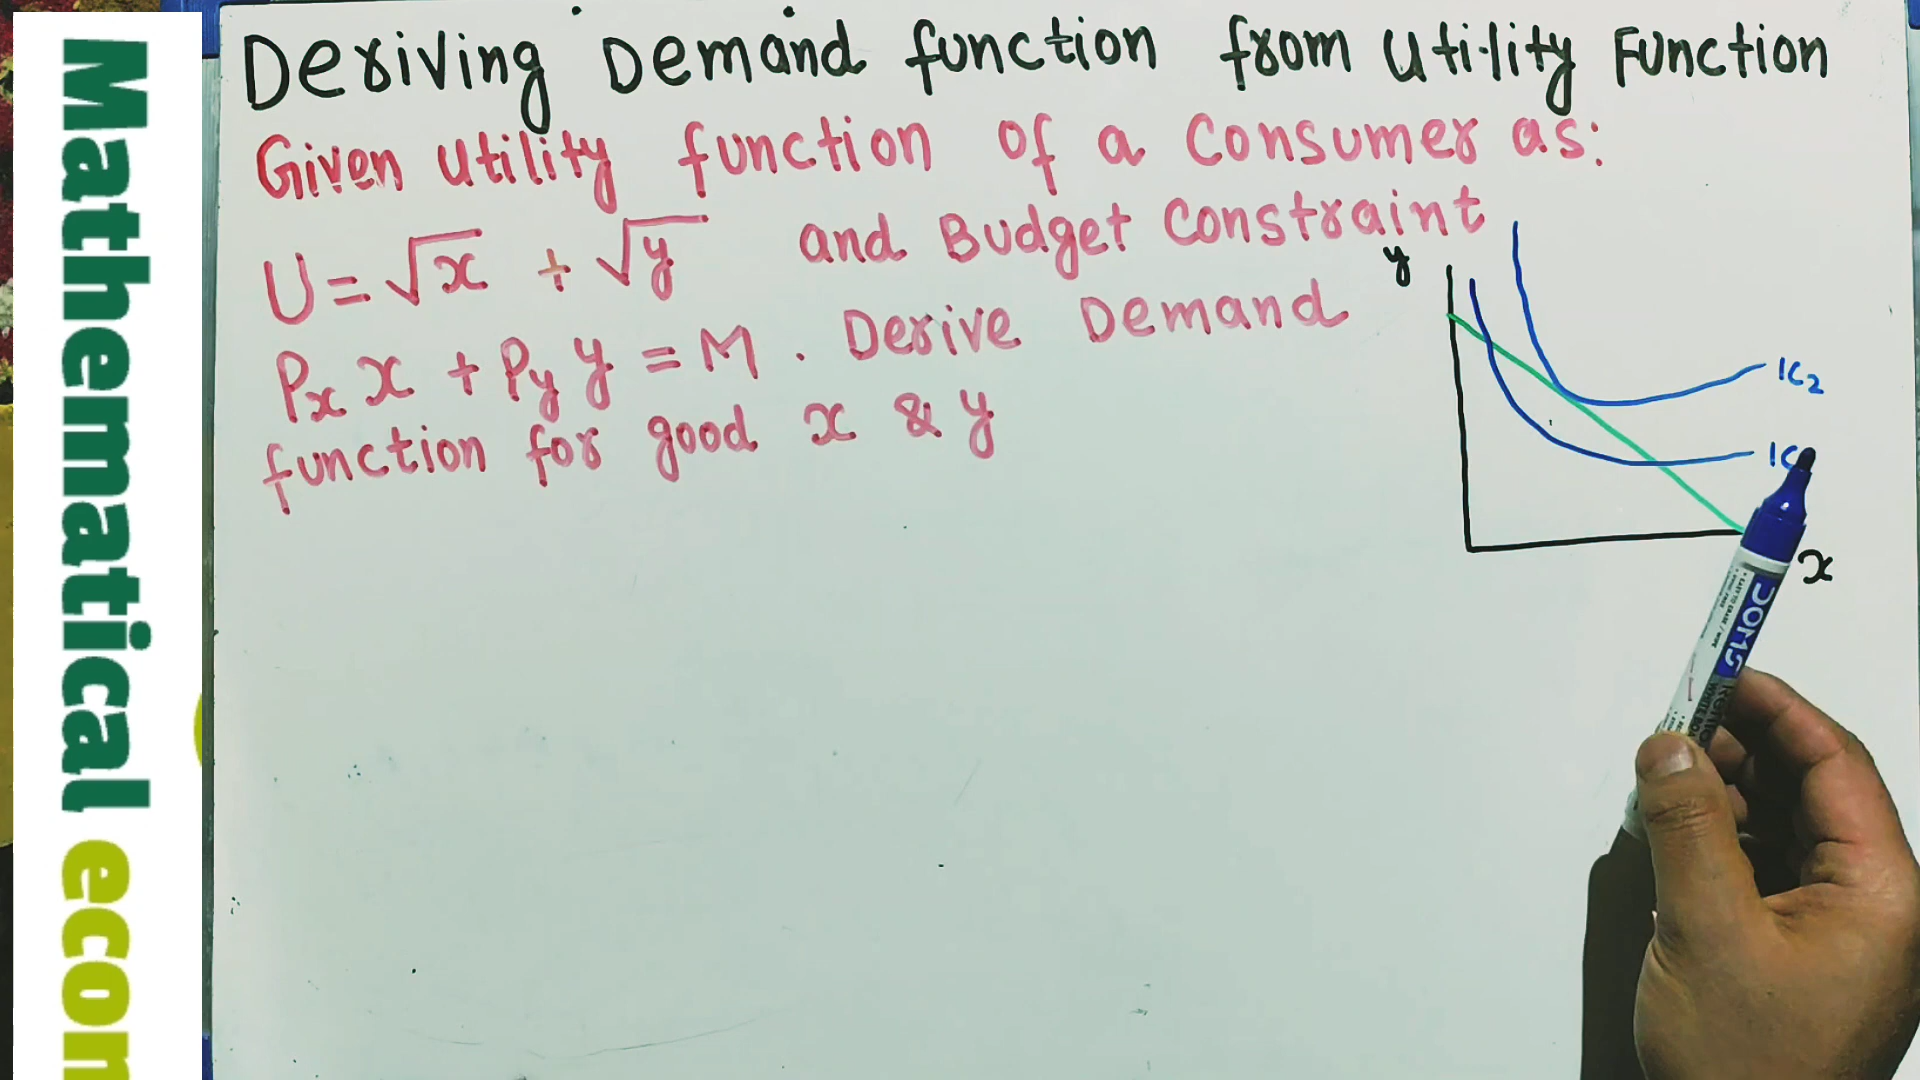 Deriving Demand function from Utility Function
Given Utility function of a Consumer as:
U = √x + √y and Budget Constraint
Pₓ x + Py y = M . Derive Demand
function for good x & y
y
IC₂
IC
x
DOMS
Mathematical econ